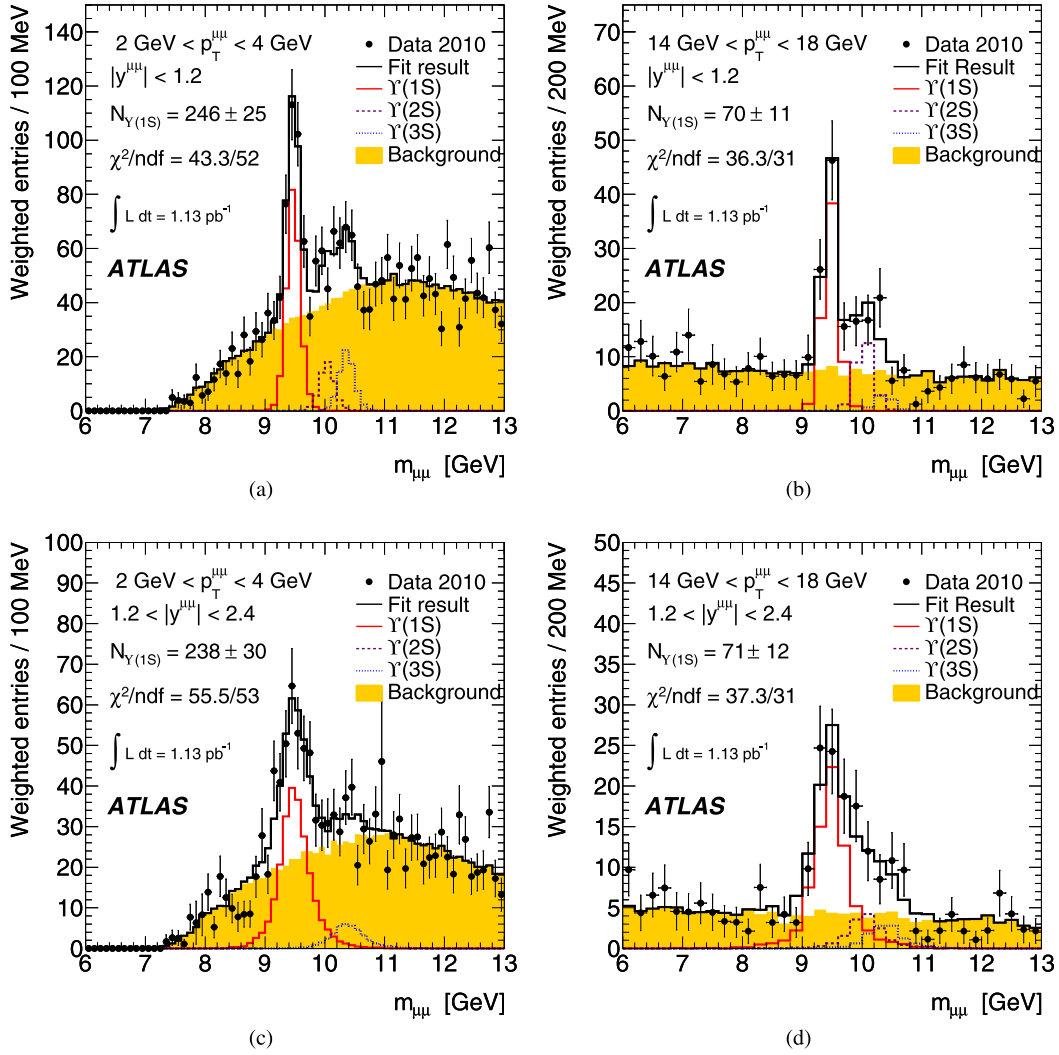 Weighted entries / 100 MeV
140
120
100
80
60
40
20
0
2 GeV < p_T^μμ < 4 GeV
|y^μμ| < 1.2
N_ϒ(1S) = 246 ± 25
χ²/ndf = 43.3/52
∫ L dt = 1.13 pb⁻¹
ATLAS
Data 2010
Fit result
ϒ(1S)
ϒ(2S)
ϒ(3S)
Background
6 7 8 9 10 11 12 13
m_μμ [GeV]
(a)
Weighted entries / 200 MeV
70
60
50
40
30
20
10
0
14 GeV < p_T^μμ < 18 GeV
|y^μμ| < 1.2
N_ϒ(1S) = 70 ± 11
χ²/ndf = 36.3/31
∫ L dt = 1.13 pb⁻¹
ATLAS
Data 2010
Fit Result
ϒ(1S)
ϒ(2S)
ϒ(3S)
Background
6 7 8 9 10 11 12 13
m_μμ [GeV]
(b)
Weighted entries / 100 MeV
100
90
80
70
60
50
40
30
20
10
0
2 GeV < p_T^μμ < 4 GeV
1.2 < |y^μμ| < 2.4
N_ϒ(1S) = 238 ± 30
χ²/ndf = 55.5/53
∫ L dt = 1.13 pb⁻¹
ATLAS
Data 2010
Fit result
ϒ(1S)
ϒ(2S)
ϒ(3S)
Background
6 7 8 9 10 11 12 13
m_μμ [GeV]
(c)
Weighted entries / 200 MeV
50
45
40
35
30
25
20
15
10
5
0
14 GeV < p_T^μμ < 18 GeV
1.2 < |y^μμ| < 2.4
N_ϒ(1S) = 71 ± 12
χ²/ndf = 37.3/31
∫ L dt = 1.13 pb⁻¹
ATLAS
Data 2010
Fit Result
ϒ(1S)
ϒ(2S)
ϒ(3S)
Background
6 7 8 9 10 11 12 13
m_μμ [GeV]
(d)